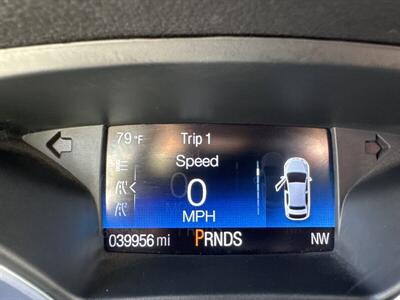 79°F Trip 1
Speed
0
MPH
039956 mi PRNDS NW